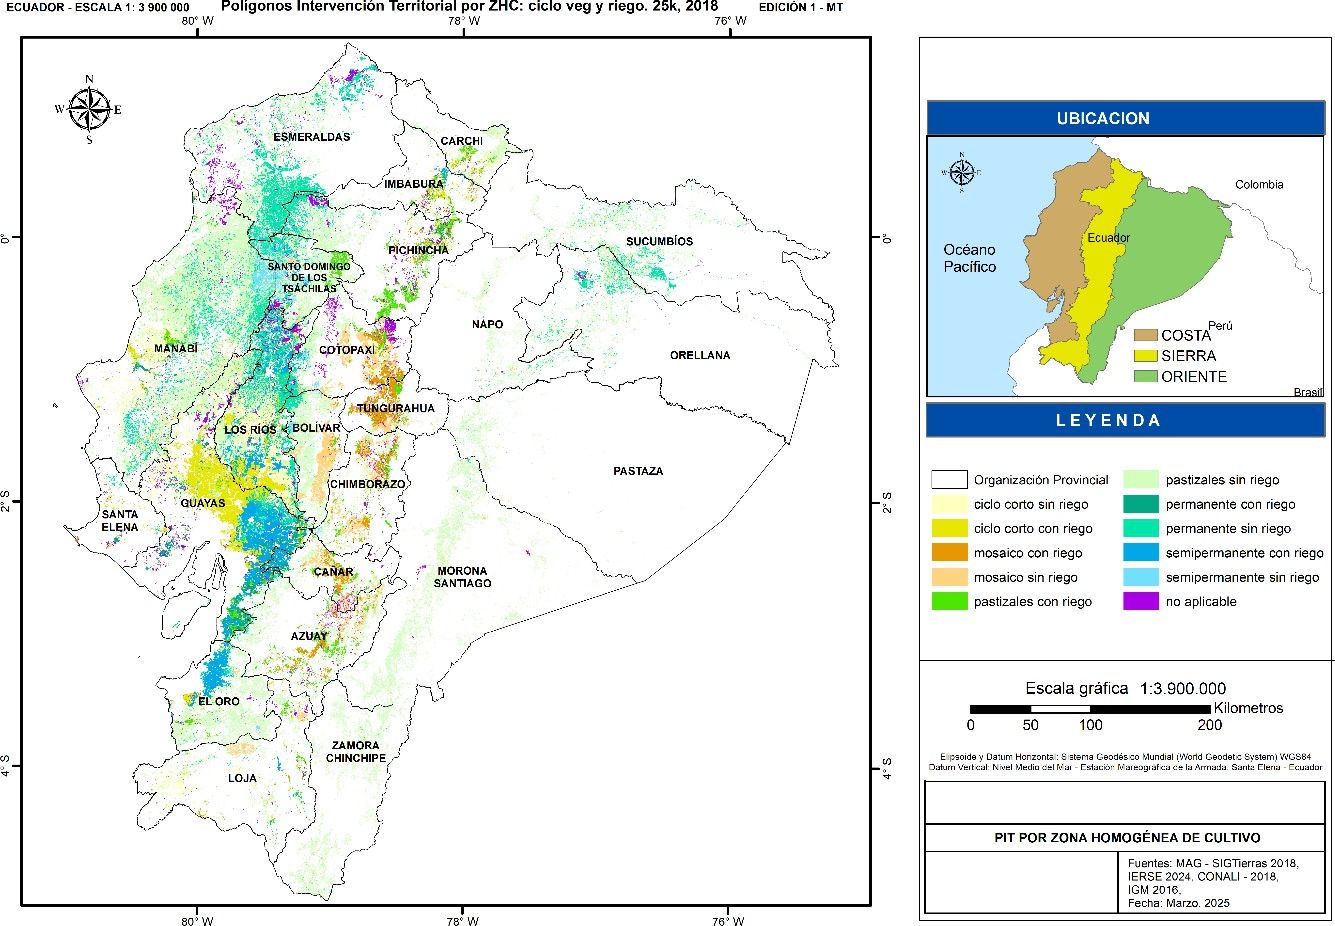 ECUADOR - ESCALA 1: 3 900 000
Polígonos Intervención Territorial por ZHC: ciclo veg y riego. 25k, 2018
EDICIÓN 1 - MT
80° W
78° W
76° W
N
W
E
S
0°
2° S
4° S
ESMERALDAS
CARCHI
IMBABURA
PICHINCHA
SUCUMBÍOS
SANTO DOMINGO
DE LOS
TSÁCHILAS
NAPO
MANABÍ
COTOPAXI
ORELLANA
TUNGURAHUA
LOS RÍOS
BOLÍVAR
PASTAZA
CHIMBORAZO
GUAYAS
SANTA
ELENA
CAÑAR
MORONA
SANTIAGO
AZUAY
EL ORO
ZAMORA
CHINCHIPE
LOJA
0°
2° S
4° S
80° W
78° W
76° W
UBICACION
N
W
E
S
Colombia
Océano
Pacífico
Ecuador
Perú
COSTA
SIERRA
ORIENTE
Brasil
LEYENDA
Organización Provincial
ciclo corto sin riego
ciclo corto con riego
mosaico con riego
mosaico sin riego
pastizales con riego
pastizales sin riego
permanente con riego
permanente sin riego
semipermanente con riego
semipermanente sin riego
no aplicable
Escala gráfica 1:3.900.000
Kilometros
0 50 100 200
Elipsoide y Datum Horizontal: Sistema Geodésico Mundial (World Geodetic System) WGS84
Datum Vertical: Nivel Medio del Mar - Estación Mareográfica de la Armada. Santa Elena - Ecuador
PIT POR ZONA HOMOGÉNEA DE CULTIVO
Fuentes: MAG - SIGTierras 2018,
IERSE 2024, CONALI - 2018,
IGM 2016,
Fecha: Marzo. 2025